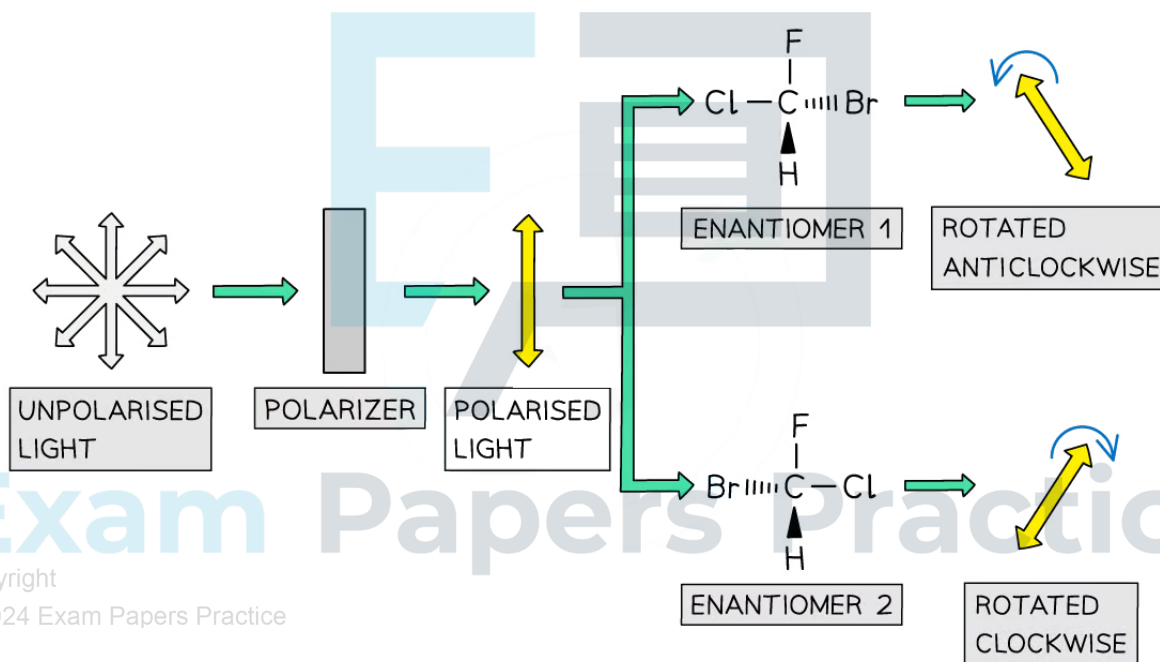 F
Cl C Br
H
ENANTIOMER 1
ROTATED
ANTICLOCKWISE
UNPOLARISED
LIGHT
POLARIZER
POLARISED
LIGHT
F
Br C Cl
H
ENANTIOMER 2
ROTATED
CLOCKWISE
Exam Papers Practic
yright
024 Exam Papers Practice